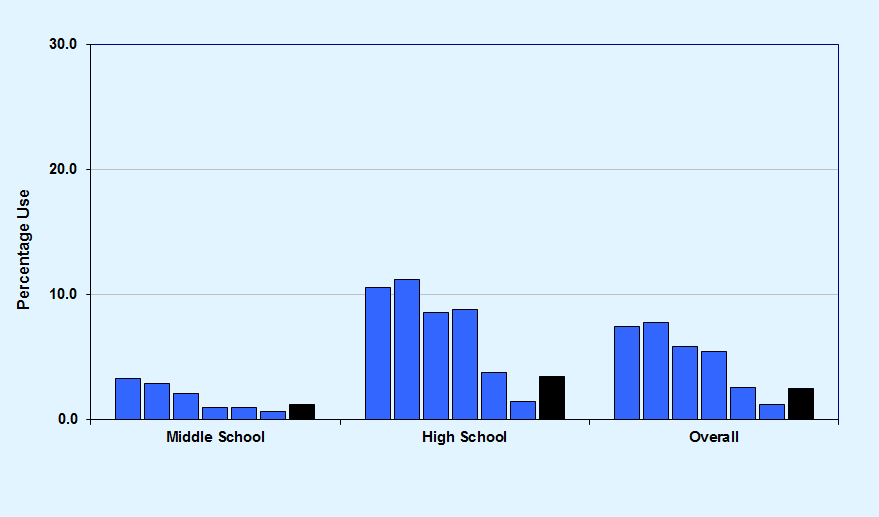 30.0
20.0
10.0
0.0
Percentage Use
Middle School
High School
Overall